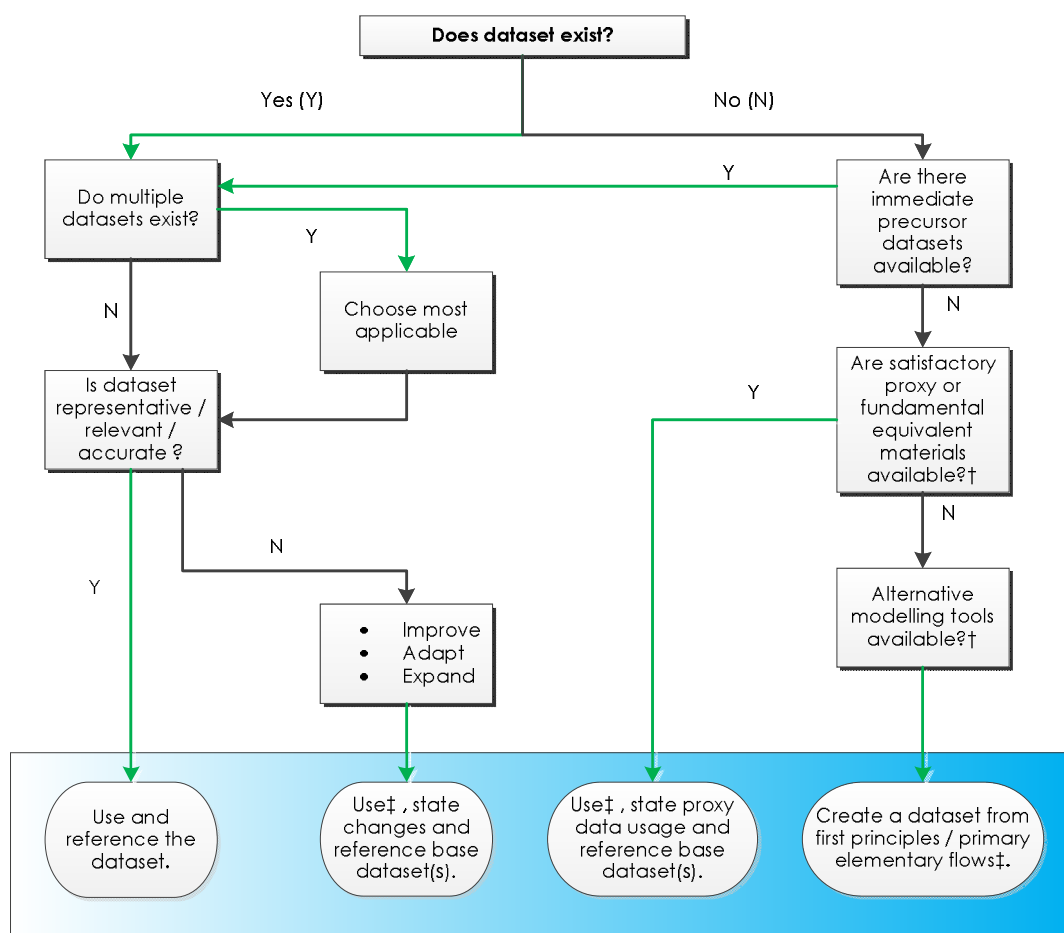 Does dataset exist?
Yes (Y)
No (N)
Do multiple
datasets exist?
Y
Y
Are there
immediate
precursor
datasets
available?
N
Choose most
applicable
N
Is dataset
representative /
relevant /
accurate ?
Y
Are satisfactory
proxy or
fundamental
equivalent
materials
available?†
N
N
Y
• Improve
• Adapt
• Expand
Alternative
modelling tools
available?†
Use and
reference the
dataset.
Use‡ , state
changes and
reference base
dataset(s).
Use‡ , state proxy
data usage and
reference base
dataset(s).
Create a dataset from
first principles / primary
elementary flows‡.